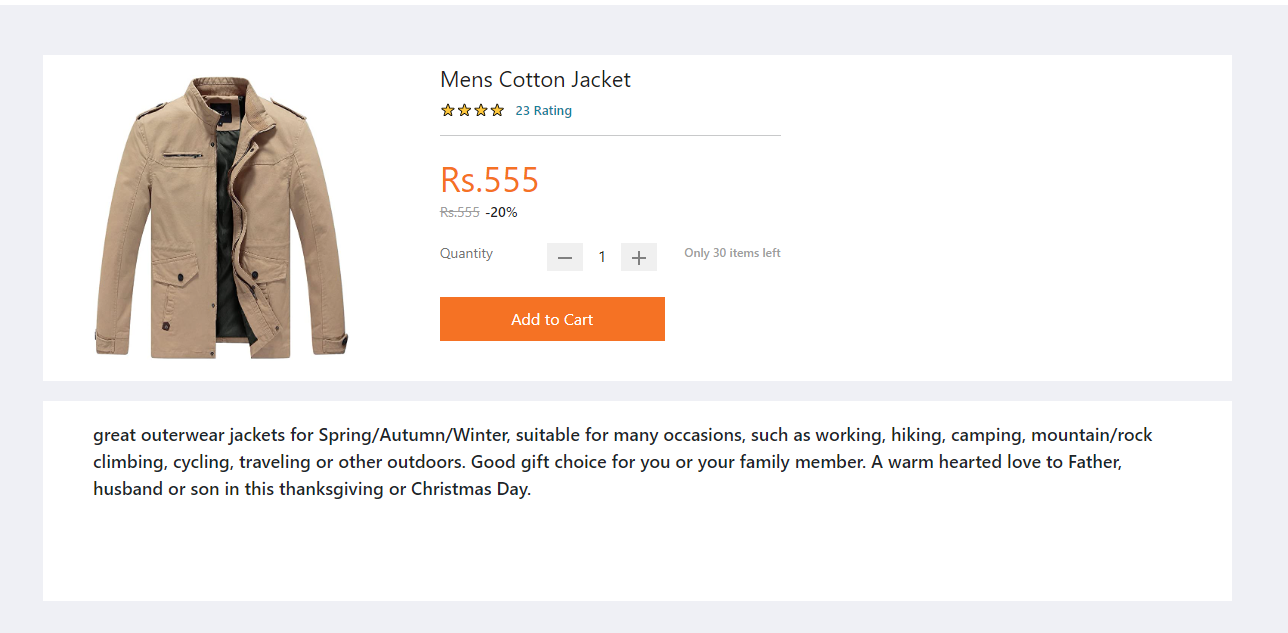 Mens Cotton Jacket
23 Rating
Rs.555
Rs.555 -20%
Quantity 1 Only 30 items left
Add to Cart
great outerwear jackets for Spring/Autumn/Winter, suitable for many occasions, such as working, hiking, camping, mountain/rock
climbing, cycling, traveling or other outdoors. Good gift choice for you or your family member. A warm hearted love to Father,
husband or son in this thanksgiving or Christmas Day.